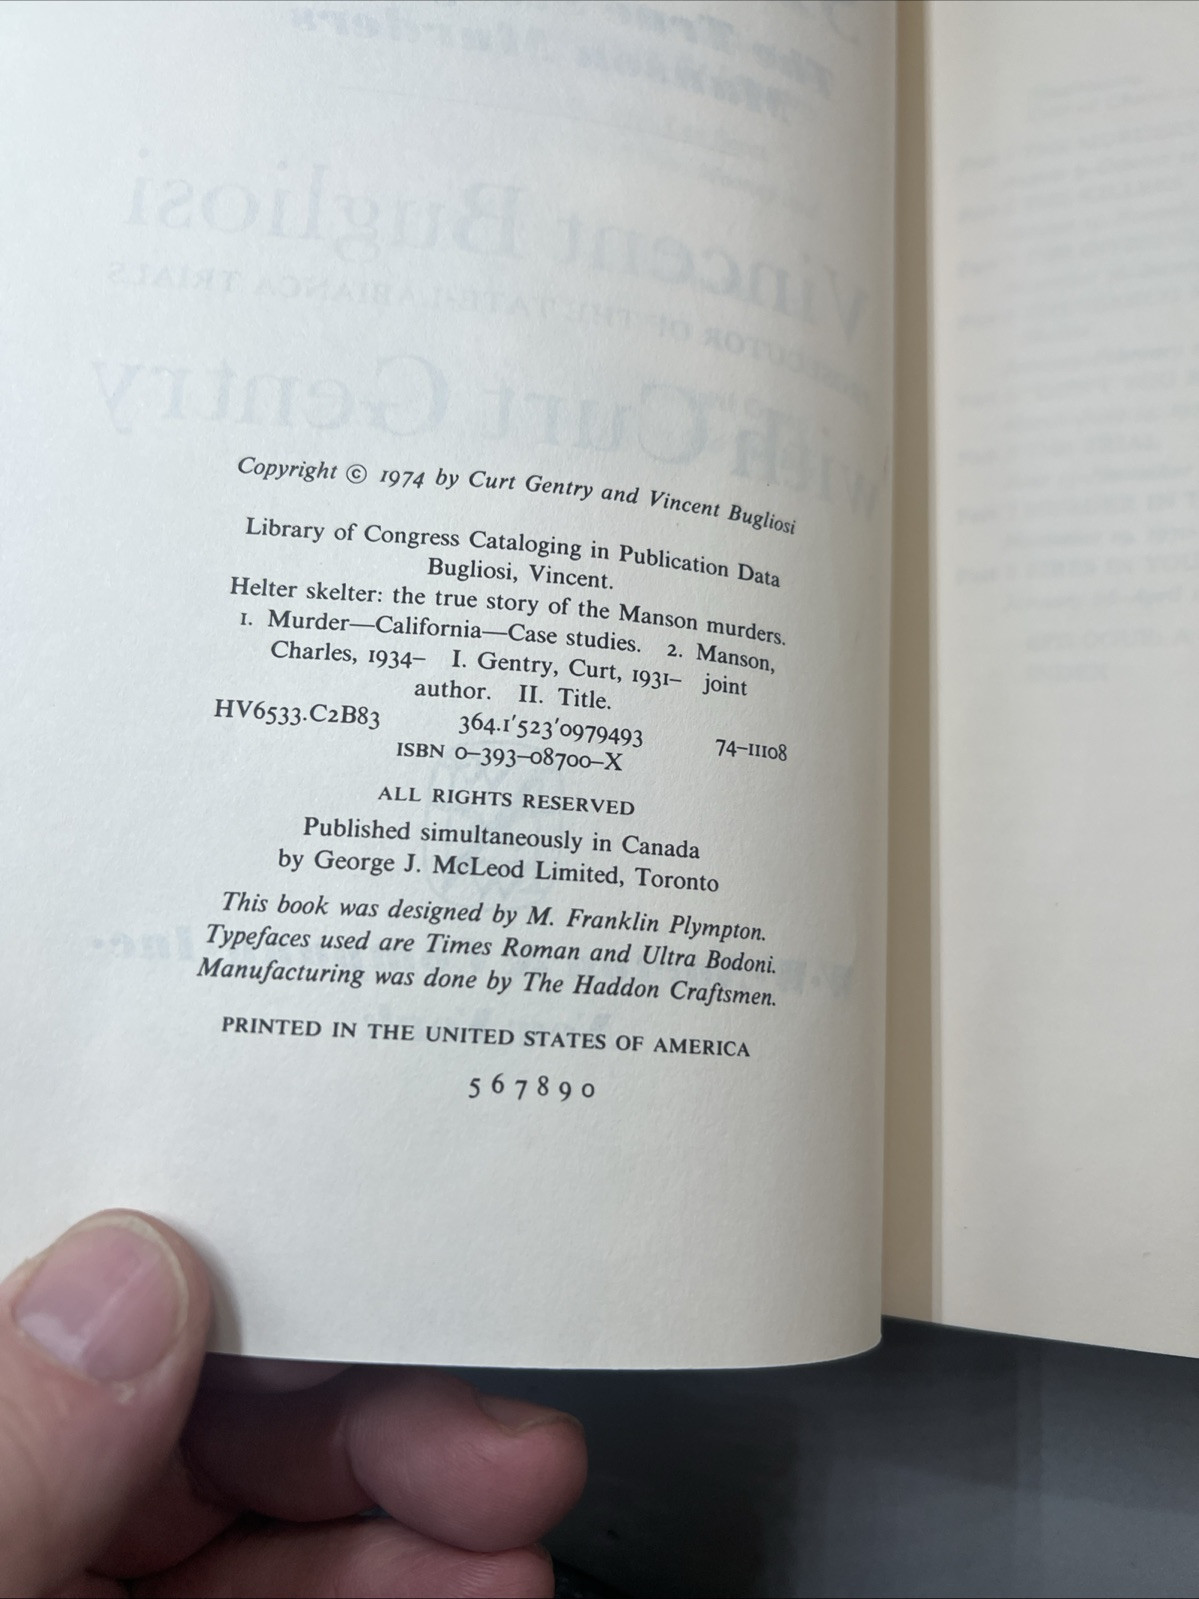 Copyright © 1974 by Curt Gentry and Vincent Bugliosi
Library of Congress Cataloging in Publication Data
Bugliosi, Vincent.
Helter skelter: the true story of the Manson murders.
1. Murder—California—Case studies. 2. Manson,
Charles, 1934– I. Gentry, Curt, 1931– joint
author. II. Title.
HV6533.C2B83 364.1'523'0979493 74–11108
ISBN 0–393–08700–X
ALL RIGHTS RESERVED
Published simultaneously in Canada
by George J. McLeod Limited, Toronto
This book was designed by M. Franklin Plympton.
Typefaces used are Times Roman and Ultra Bodoni.
Manufacturing was done by The Haddon Craftsmen.
PRINTED IN THE UNITED STATES OF AMERICA
5 6 7 8 9 0